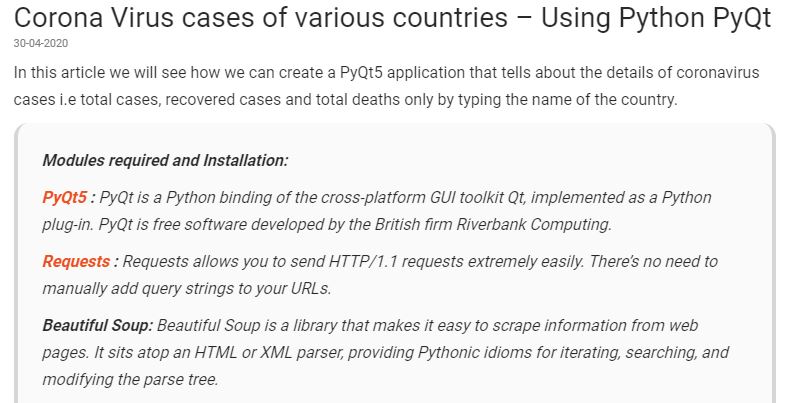 Corona Virus cases of various countries – Using Python PyQt
30-04-2020
In this article we will see how we can create a PyQt5 application that tells about the details of coronavirus
cases i.e total cases, recovered cases and total deaths only by typing the name of the country.
Modules required and Installation:
PyQt5 : PyQt is a Python binding of the cross-platform GUI toolkit Qt, implemented as a Python
plug-in. PyQt is free software developed by the British firm Riverbank Computing.
Requests : Requests allows you to send HTTP/1.1 requests extremely easily. There’s no need to
manually add query strings to your URLs.
Beautiful Soup: Beautiful Soup is a library that makes it easy to scrape information from web
pages. It sits atop an HTML or XML parser, providing Pythonic idioms for iterating, searching, and
modifying the parse tree.